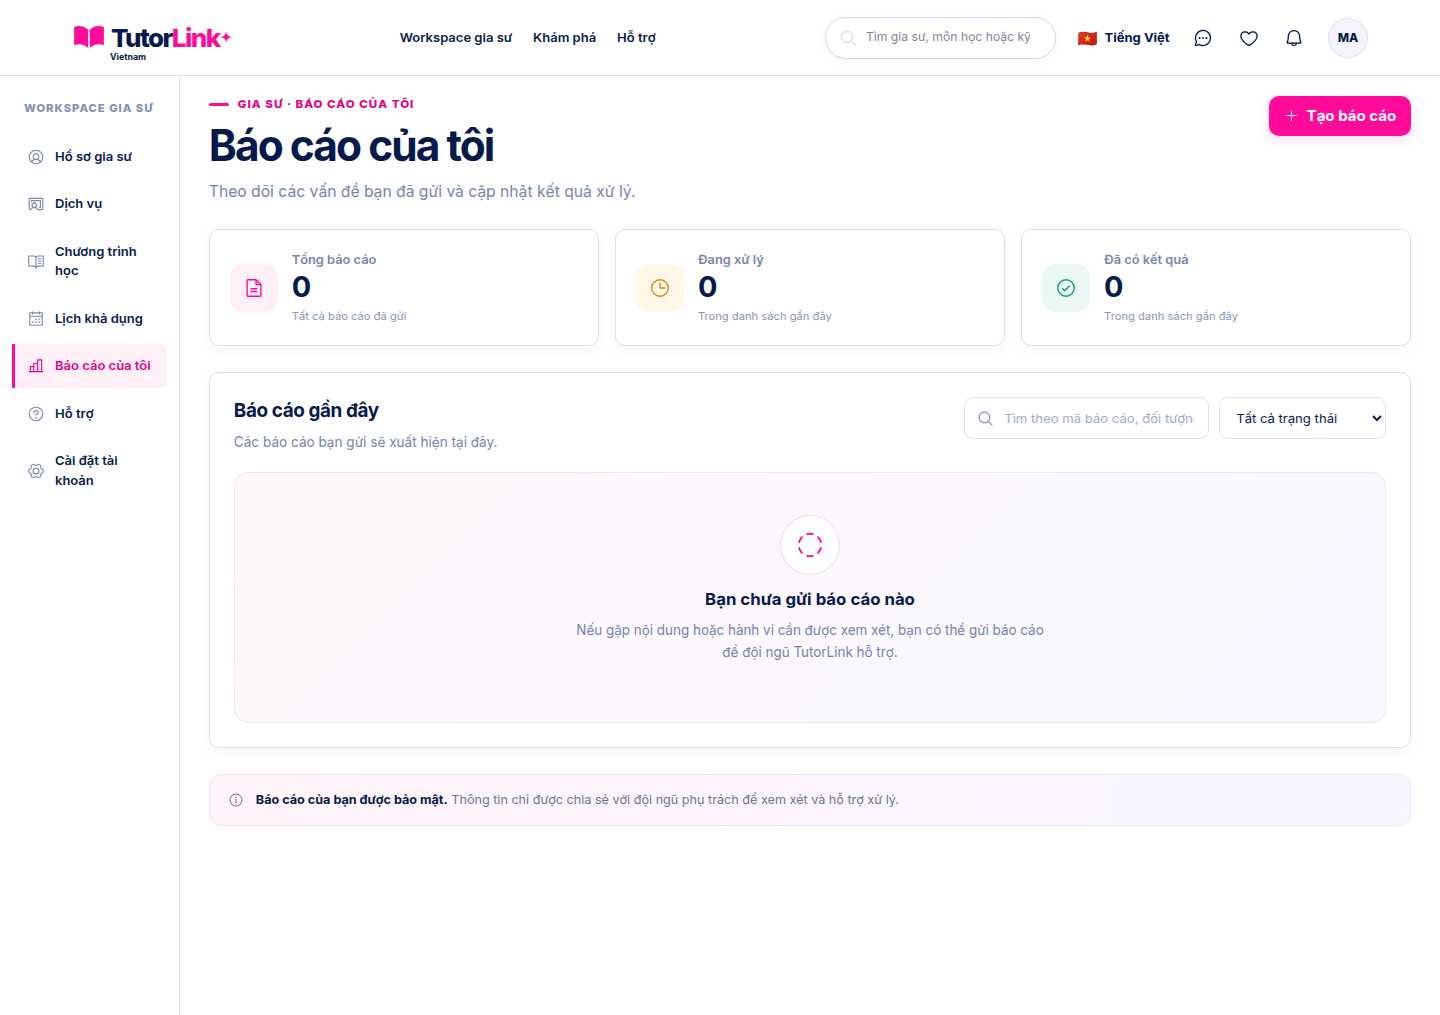 TutorLink
Vietnam
Workspace gia sư
Khám phá
Hỗ trợ
Tìm gia sư, môn học hoặc kỹ
Tiếng Việt
MA
WORKSPACE GIA SƯ
Hồ sơ gia sư
Dịch vụ
Chương trình
học
Lịch khả dụng
Báo cáo của tôi
Hỗ trợ
Cài đặt tài
khoản
GIA SƯ · BÁO CÁO CỦA TÔI
Báo cáo của tôi
Theo dõi các vấn đề bạn đã gửi và cập nhật kết quả xử lý.
Tạo báo cáo
Tổng báo cáo
0
Tất cả báo cáo đã gửi
Đang xử lý
0
Trong danh sách gần đây
Đã có kết quả
0
Trong danh sách gần đây
Báo cáo gần đây
Các báo cáo bạn gửi sẽ xuất hiện tại đây.
Tìm theo mã báo cáo, đối tượn
Tất cả trạng thái
Bạn chưa gửi báo cáo nào
Nếu gặp nội dung hoặc hành vi cần được xem xét, bạn có thể gửi báo cáo
để đội ngũ TutorLink hỗ trợ.
Báo cáo của bạn được bảo mật. Thông tin chỉ được chia sẻ với đội ngũ phụ trách để xem xét và hỗ trợ xử lý.